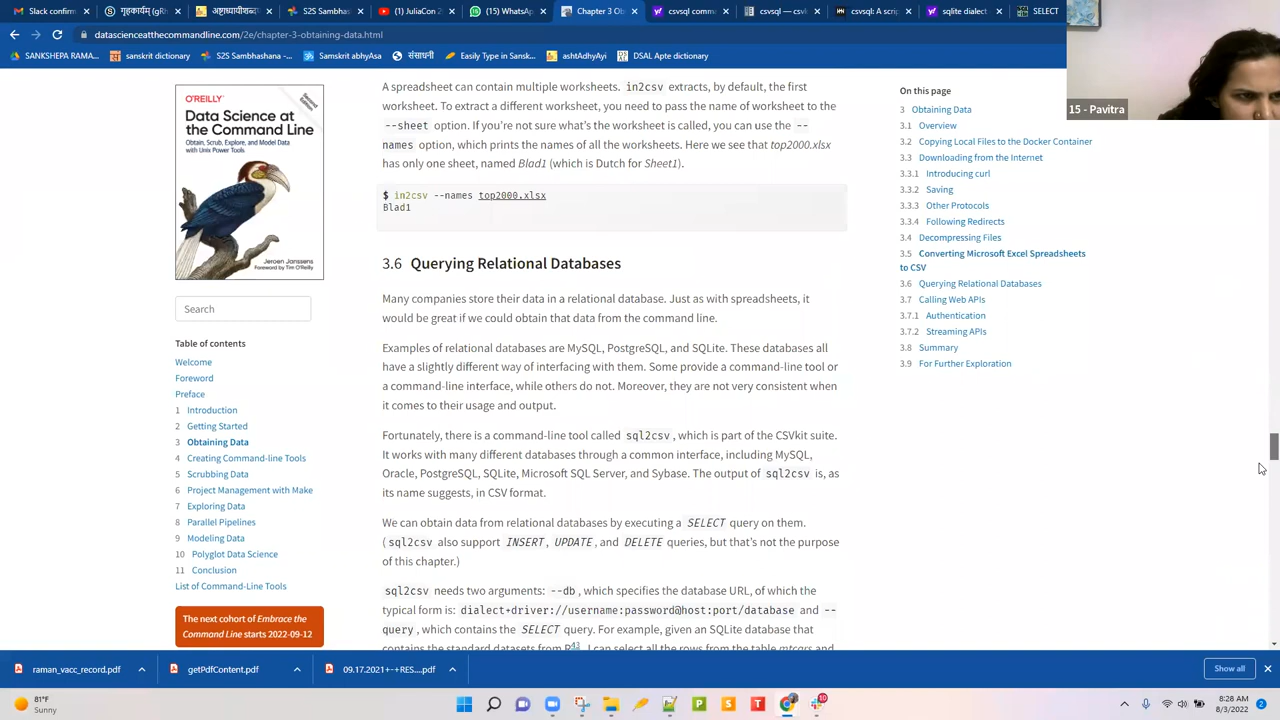 Slack confirm
सुगृहकार्यम् (गृह
S2S Sambash
(1) JuliaCon 2
(15) WhatsApp
Chapter 3 Ob
csvsql comm
csvsql — csvk
csvsql: A s
sqlite dialect
SELECT
datascienceatthecommandline.com/2e/chapter-3-obtaining-data.html
SANKSHEPA RAMA...
sanskrit dictionary
S2S Sambhashana -...
Samskrit abhyAsa
संसाधनी
Easily Type in Sansk...
ashtAdhyAyi
DSAL Apte dictionary
15 - Pavitra
O'REILLY®
Second Edition
Data Science at
the Command Line
Obtain, Scrub, Explore, and Model Data
with Unix Power Tools
Jeroen Janssens
Foreword by Tim O'Reilly
Search
Table of contents
Welcome
Foreword
Preface
1 Introduction
2 Getting Started
3 Obtaining Data
4 Creating Command-line Tools
5 Scrubbing Data
6 Project Management with Make
7 Exploring Data
8 Parallel Pipelines
9 Modeling Data
10 Polyglot Data Science
11 Conclusion
List of Command-Line Tools
The next cohort of Embrace the
Command Line starts 2022-09-12
A spreadsheet can contain multiple worksheets. in2csv extracts, by default, the first
worksheet. To extract a different worksheet, you need to pass the name of worksheet to the
--sheet option. If you're not sure what's the worksheet is called, you can use the --
names option, which prints the names of all the worksheets. Here we see that top2000.xlsx
has only one sheet, named Blad1 (which is Dutch for Sheet1).
$ in2csv --names top2000.xlsx
Blad1
3.6 Querying Relational Databases
Many companies store their data in a relational database. Just as with spreadsheets, it
would be great if we could obtain that data from the command line.
Examples of relational databases are MySQL, PostgreSQL, and SQLite. These databases all
have a slightly different way of interfacing with them. Some provide a command-line tool or
a command-line interface, while others do not. Moreover, they are not very consistent when
it comes to their usage and output.
Fortunately, there is a command-line tool called sql2csv, which is part of the CSVkit suite.
It works with many different databases through a common interface, including MySQL,
Oracle, PostgreSQL, SQLite, Microsoft SQL Server, and Sybase. The output of sql2csv is, as
its name suggests, in CSV format.
We can obtain data from relational databases by executing a SELECT query on them.
(sql2csv also support INSERT, UPDATE, and DELETE queries, but that's not the purpose
of this chapter.)
sql2csv needs two arguments: --db, which specifies the database URL, of which the
typical form is: dialect+driver://username:password@host:port/database and --
query, which contains the SELECT query. For example, given an SQLite database that
contains the standard datasets from R43, I can select all the rows from the table mtcars and
On this page
3 Obtaining Data
3.1 Overview
3.2 Copying Local Files to the Docker Container
3.3 Downloading from the Internet
3.3.1 Introducing curl
3.3.2 Saving
3.3.3 Other Protocols
3.3.4 Following Redirects
3.4 Decompressing Files
3.5 Converting Microsoft Excel Spreadsheets
to CSV
3.6 Querying Relational Databases
3.7 Calling Web APIs
3.7.1 Authentication
3.7.2 Streaming APIs
3.8 Summary
3.9 For Further Exploration
raman_vacc_record.pdf
getPdfContent.pdf
09.17.2021+-+RES....pdf
Show all
81°F
Sunny
10
8:28 AM
8/3/2022
2